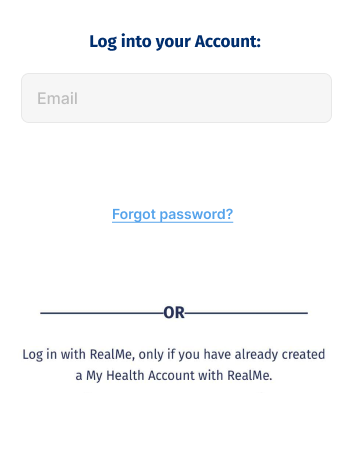 Log into your Account:
Email
Forgot password?
OR
Log in with RealMe, only if you have already created
a My Health Account with RealMe.